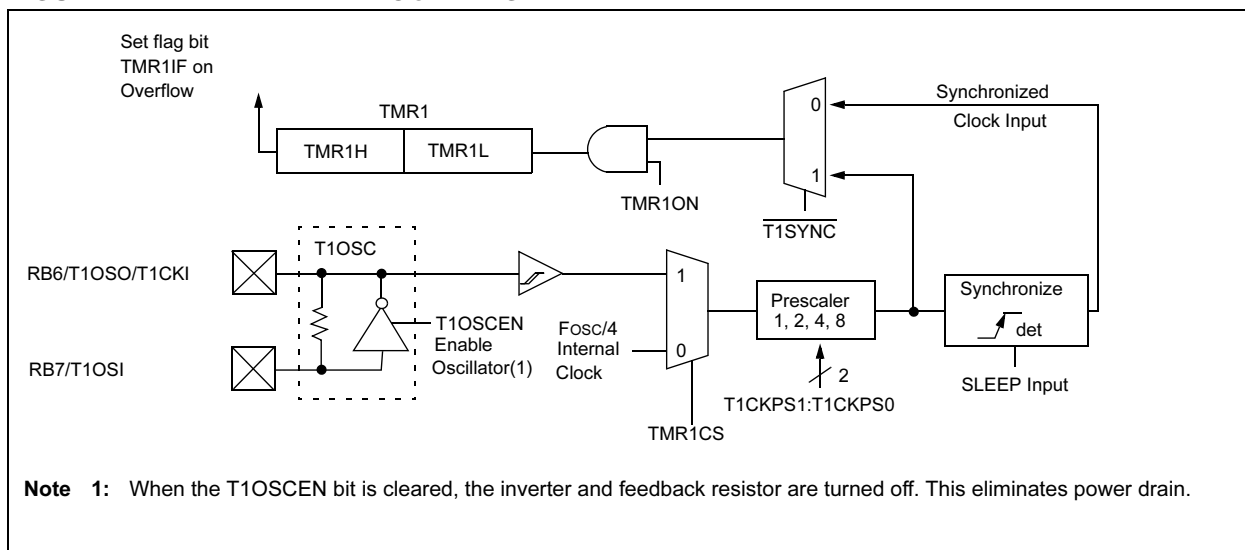 Set flag bit
TMR1IF on
Overflow
TMR1
TMR1H
TMR1L
TMR1ON
0
1
T1SYNC
Synchronized
Clock Input
RB6/T1OSO/T1CKI
T1OSC
RB7/T1OSI
T1OSCEN
Enable
Oscillator(1)
FOSC/4
Internal
Clock
1
0
TMR1CS
Prescaler
1, 2, 4, 8
2
T1CKPS1:T1CKPS0
Synchronize
det
SLEEP Input
Note 1: When the T1OSCEN bit is cleared, the inverter and feedback resistor are turned off. This eliminates power drain.